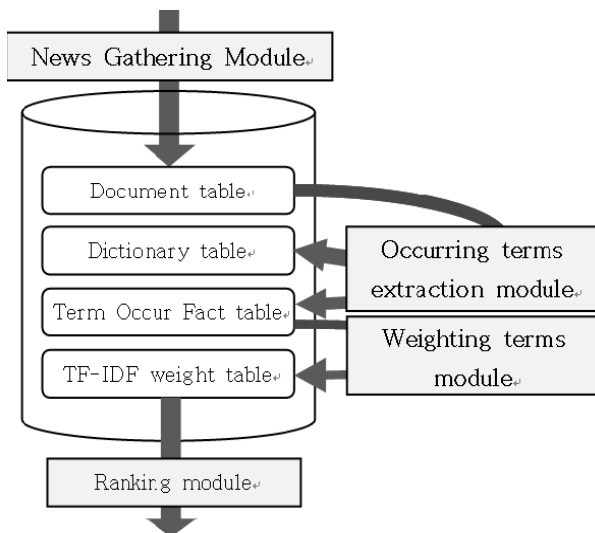 News Gathering Module
Document table
Dictionary table
Term Occur Fact table
TF-IDF weight table
Occurring terms
extraction module
Weighting terms
module
Ranking module